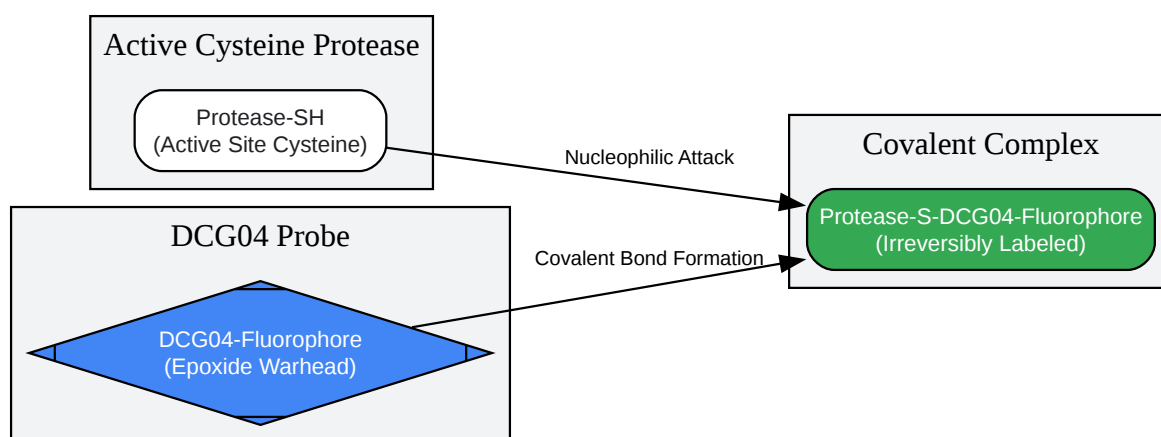 Active Cysteine Protease
Protease-SH
(Active Site Cysteine)
Nucleophilic Attack
DCG04 Probe
DCG04-Fluorophore
(Epoxide Warhead)
Covalent Bond Formation
Covalent Complex
Protease-S-DCG04-Fluorophore
(Irreversibly Labeled)